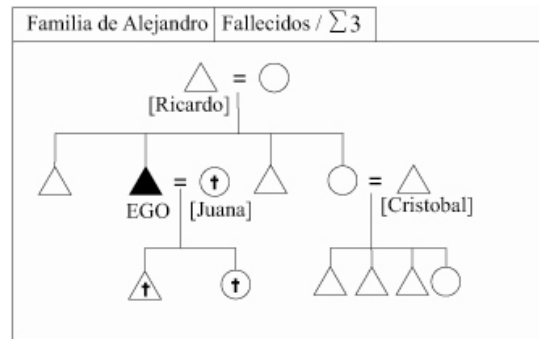 Familia de Alejandro
Fallecidos / ∑ 3
=
[Ricardo]
= =
EGO [Juana] [Cristobal]